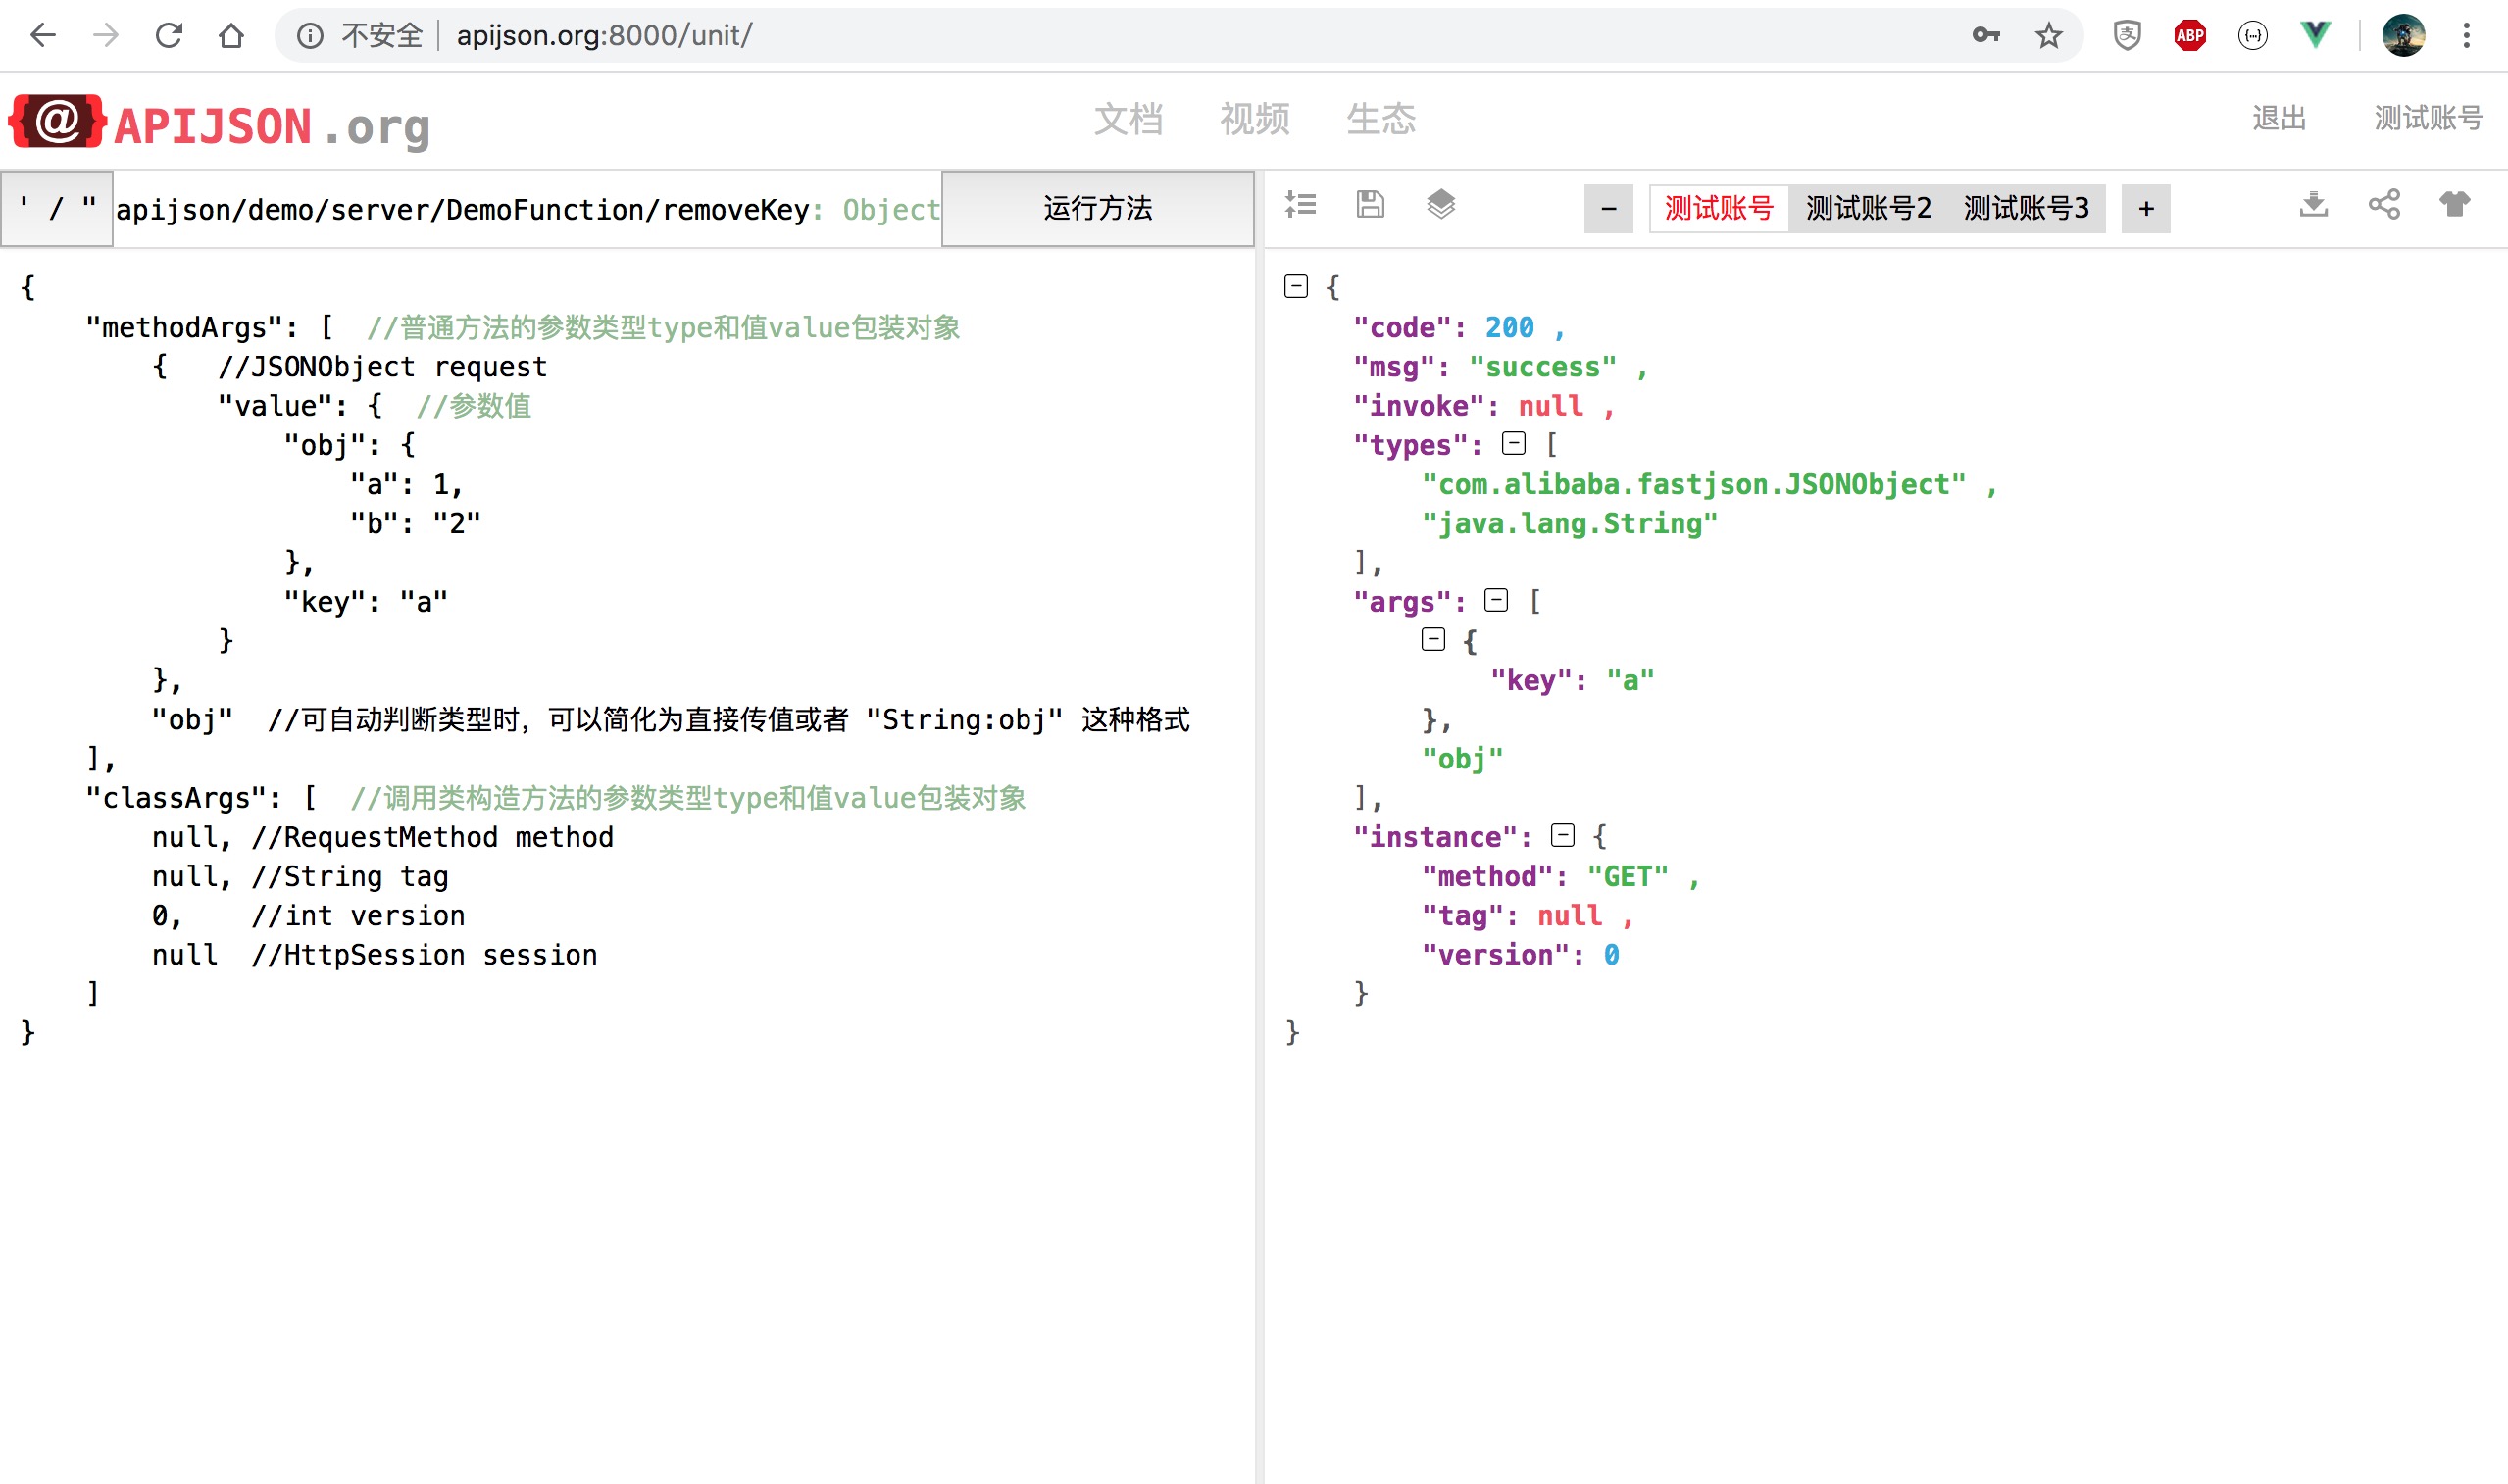 不安全 apijson.org:8000/unit/
ABP
{@} APIJSON.org 文档 视频 生态 退出 测试账号
' / " apijson/demo/server/DemoFunction/removeKey: Object 运行方法
− 测试账号 测试账号2 测试账号3 +
{
"methodArgs": [ //普通方法的参数类型type和值value包装对象
{ //JSONObject request
"value": { //参数值
"obj": {
"a": 1,
"b": "2"
},
"key": "a"
}
},
"obj" //可自动判断类型时，可以简化为直接传值或者 "String:obj" 这种格式
],
"classArgs": [ //调用类构造方法的参数类型type和值value包装对象
null, //RequestMethod method
null, //String tag
0, //int version
null //HttpSession session
]
}
{
"code": 200 ,
"msg": "success" ,
"invoke": null ,
"types": [
"com.alibaba.fastjson.JSONObject" ,
"java.lang.String"
],
"args": [
{
"key": "a"
},
"obj"
],
"instance": {
"method": "GET" ,
"tag": null ,
"version": 0
}
}